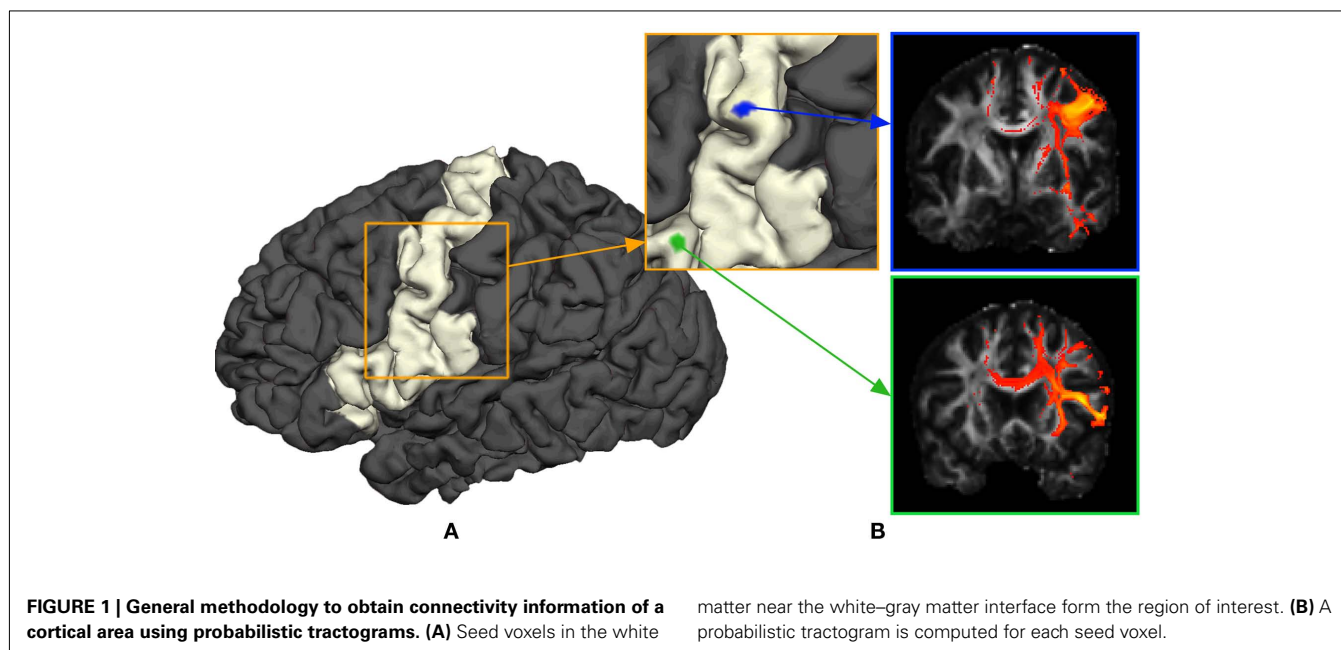 A
B
FIGURE 1 | General methodology to obtain connectivity information of a
cortical area using probabilistic tractograms. (A) Seed voxels in the white
matter near the white–gray matter interface form the region of interest. (B) A
probabilistic tractogram is computed for each seed voxel.